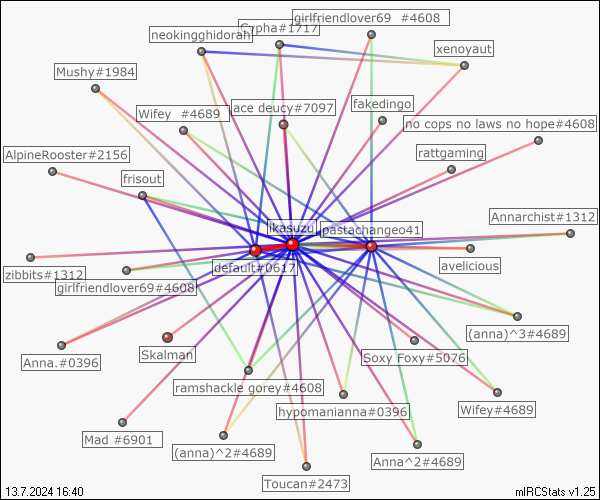 girlfriendlover69 #4608
Cypha#1717
neokingghidorah
xenoyaut
Mushy#1984
fakedingo
ace deucy#7097
Wifey #4689
no cops no laws no hope#4608
AlpineRooster#2156
rattgaming
frisout
Annarchist#1312
ikasuzu
pastachangeo41
default#0617
avelicious
zibbits#1312
girlfriendlover69#4608
(anna)^3#4689
Skalman
Soxy Foxy#5076
Anna.#0396
ramshackle gorey#4608
hypomanianna#0396
Wifey#4689
Mad #6901
(anna)^2#4689
Anna^2#4689
Toucan#2473
13.7.2024 16:40
mIRCStats v1.25